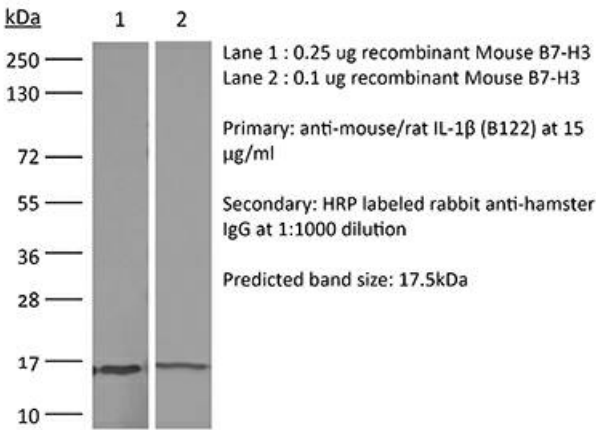 kDa
1 2
250
130
72
55
36
28
17
10
Lane 1 : 0.25 ug recombinant Mouse B7-H3
Lane 2 : 0.1 ug recombinant Mouse B7-H3
Primary: anti-mouse/rat IL-1β (B122) at 15
µg/ml
Secondary: HRP labeled rabbit anti-hamster
IgG at 1:1000 dilution
Predicted band size: 17.5kDa